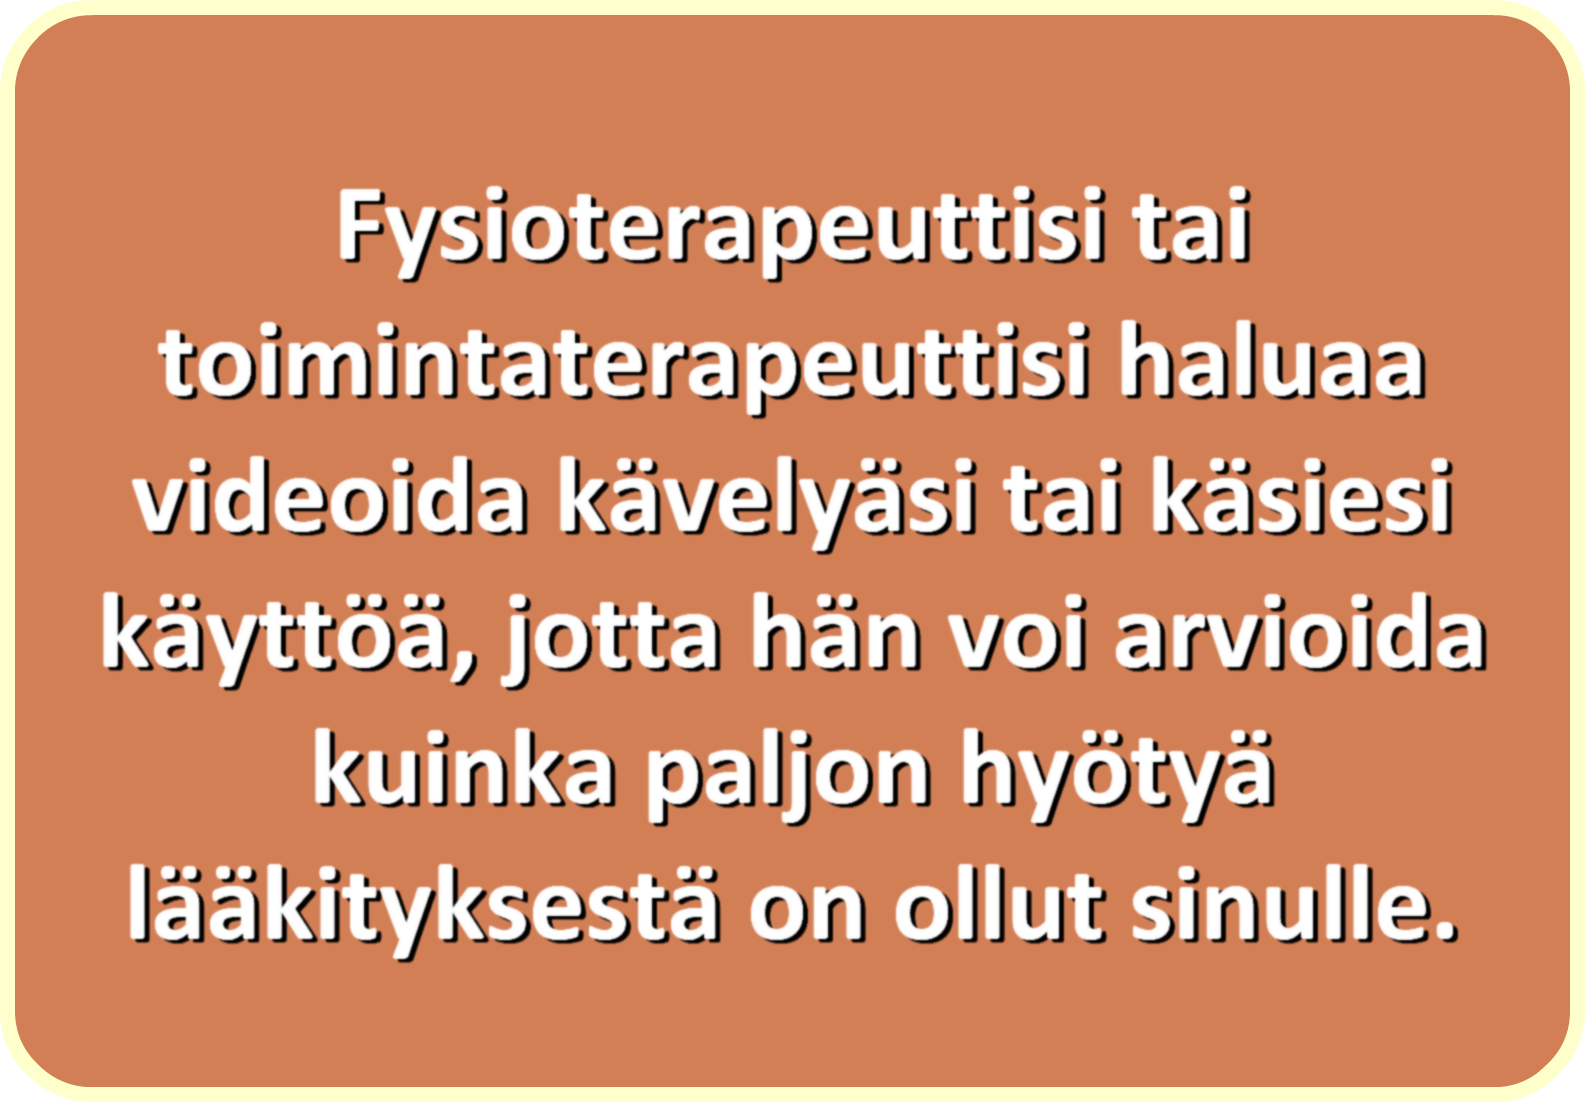 Fysioterapeuttisi tai
toimintaterapeuttisi haluaa
videoida kävelyäsi tai käsiesi
käyttöä, jotta hän voi arvioida
kuinka paljon hyötyä
lääkityksestä on ollut sinulle.